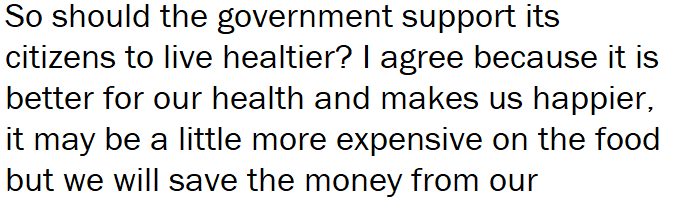 So should the government support its
citizens to live healtier? I agree because it is
better for our health and makes us happier,
it may be a little more expensive on the food
but we will save the money from our